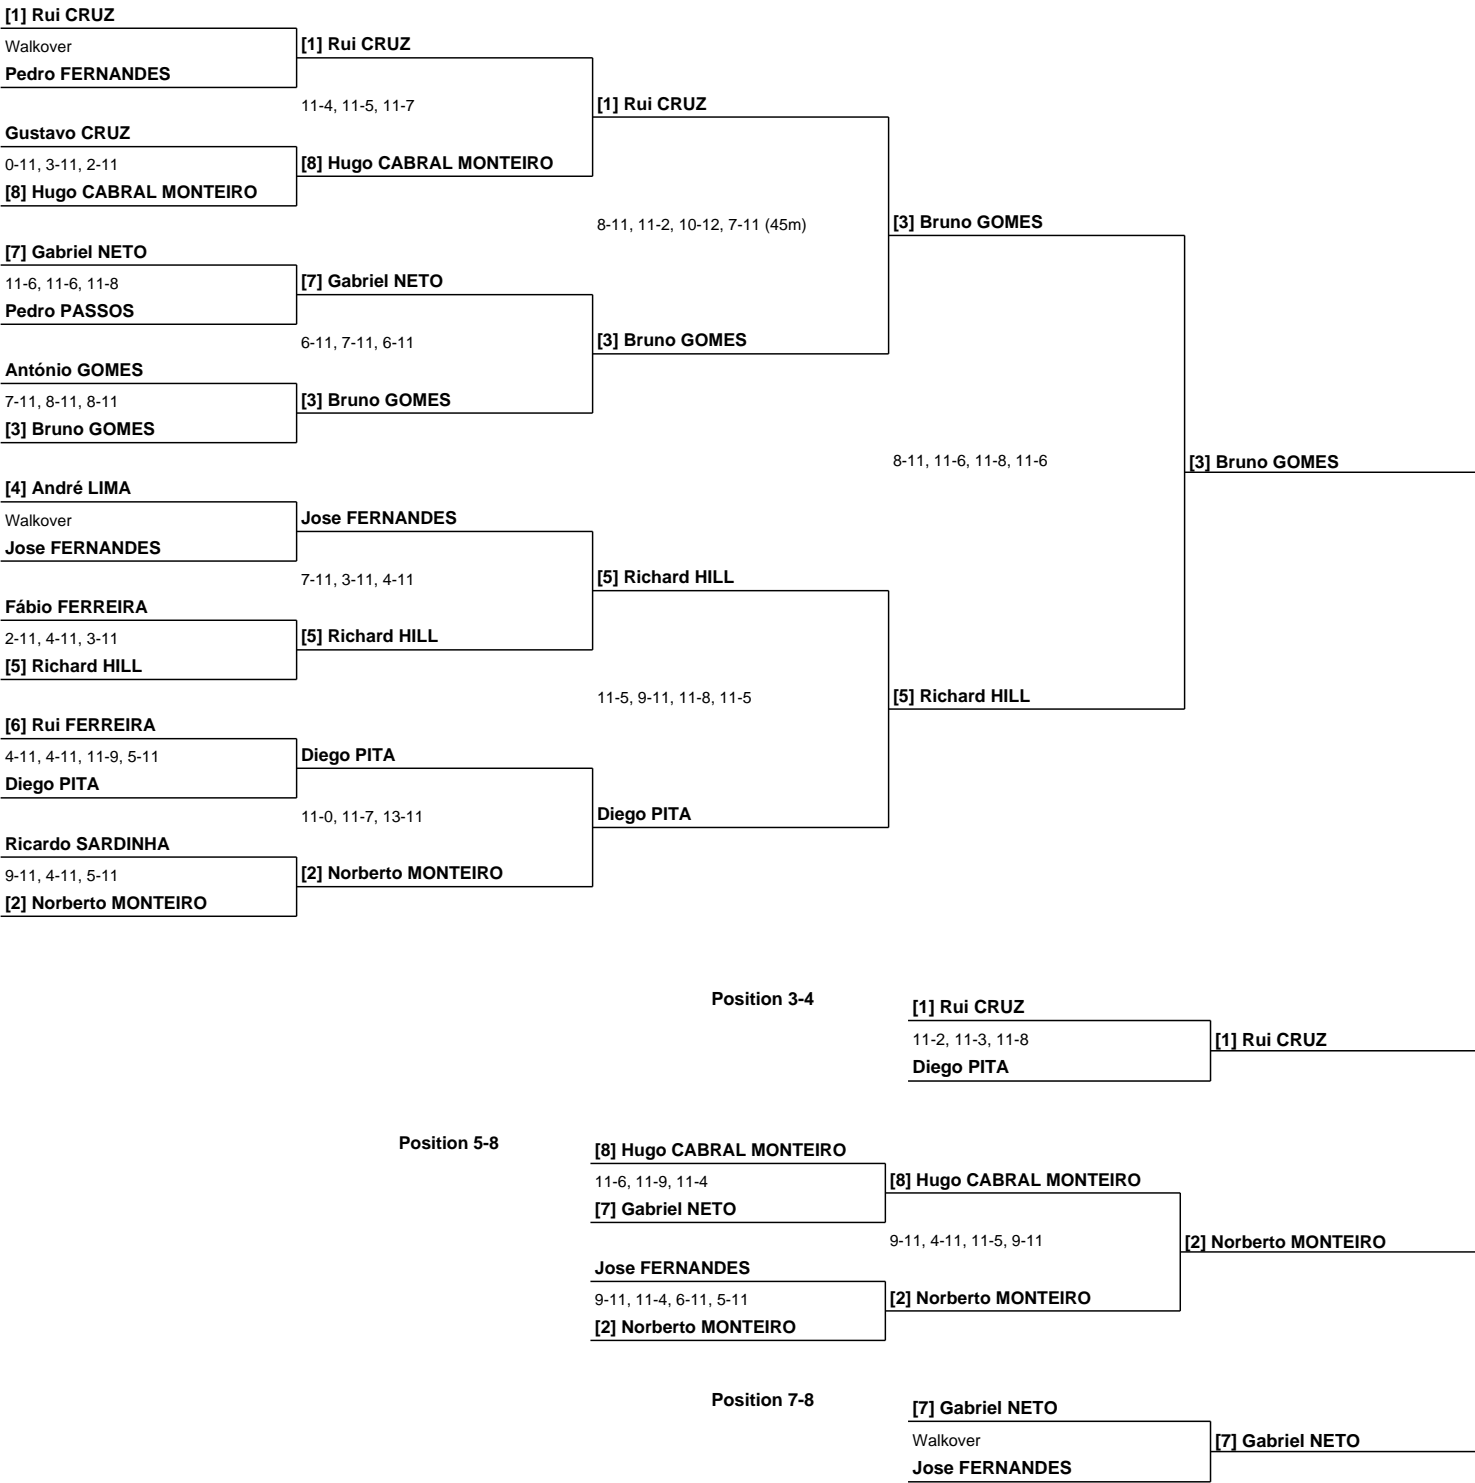 [1] Rui CRUZ
Walkover
Pedro FERNANDES
[1] Rui CRUZ
11-4, 11-5, 11-7
Gustavo CRUZ
0-11, 3-11, 2-11
[8] Hugo CABRAL MONTEIRO
[8] Hugo CABRAL MONTEIRO
[1] Rui CRUZ
8-11, 11-2, 10-12, 7-11 (45m)
[7] Gabriel NETO
11-6, 11-6, 11-8
Pedro PASSOS
[7] Gabriel NETO
6-11, 7-11, 6-11
António GOMES
7-11, 8-11, 8-11
[3] Bruno GOMES
[3] Bruno GOMES
[3] Bruno GOMES
[3] Bruno GOMES
8-11, 11-6, 11-8, 11-6
[3] Bruno GOMES
[4] André LIMA
Walkover
Jose FERNANDES
Jose FERNANDES
7-11, 3-11, 4-11
Fábio FERREIRA
2-11, 4-11, 3-11
[5] Richard HILL
[5] Richard HILL
[5] Richard HILL
11-5, 9-11, 11-8, 11-5
[5] Richard HILL
[6] Rui FERREIRA
4-11, 4-11, 11-9, 5-11
Diego PITA
Diego PITA
11-0, 11-7, 13-11
Ricardo SARDINHA
9-11, 4-11, 5-11
[2] Norberto MONTEIRO
[2] Norberto MONTEIRO
Diego PITA
Position 3-4
[1] Rui CRUZ
11-2, 11-3, 11-8
Diego PITA
[1] Rui CRUZ
Position 5-8
[8] Hugo CABRAL MONTEIRO
11-6, 11-9, 11-4
[7] Gabriel NETO
[8] Hugo CABRAL MONTEIRO
9-11, 4-11, 11-5, 9-11
Jose FERNANDES
9-11, 11-4, 6-11, 5-11
[2] Norberto MONTEIRO
[2] Norberto MONTEIRO
[2] Norberto MONTEIRO
Position 7-8
[7] Gabriel NETO
Walkover
Jose FERNANDES
[7] Gabriel NETO